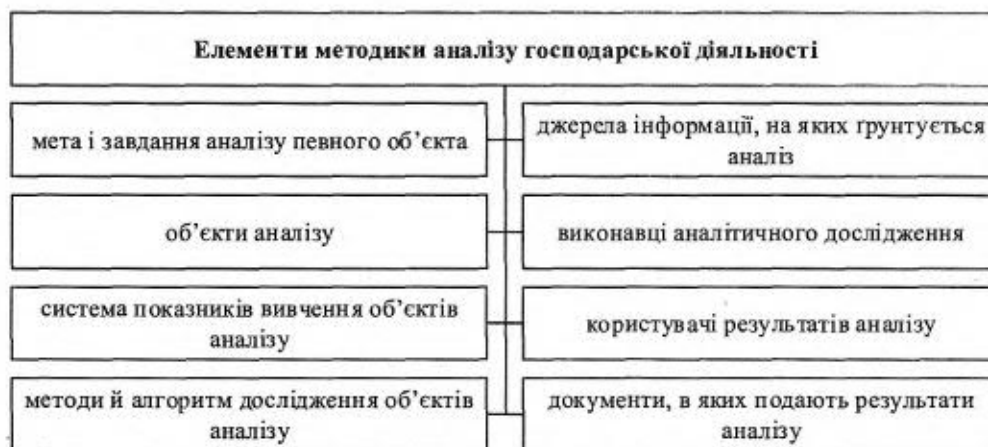 Елементи методики аналізу господарської діяльності
мета і завдання аналізу певного об’єкта
джерела інформації, на яких ґрунтується
аналіз
об’єкти аналізу
виконавці аналітичного дослідження
система показників вивчення об’єктів
аналізу
користувачі результатів аналізу
методи й алгоритм дослідження об’єктів
аналізу
документи, в яких подають результати
аналізу